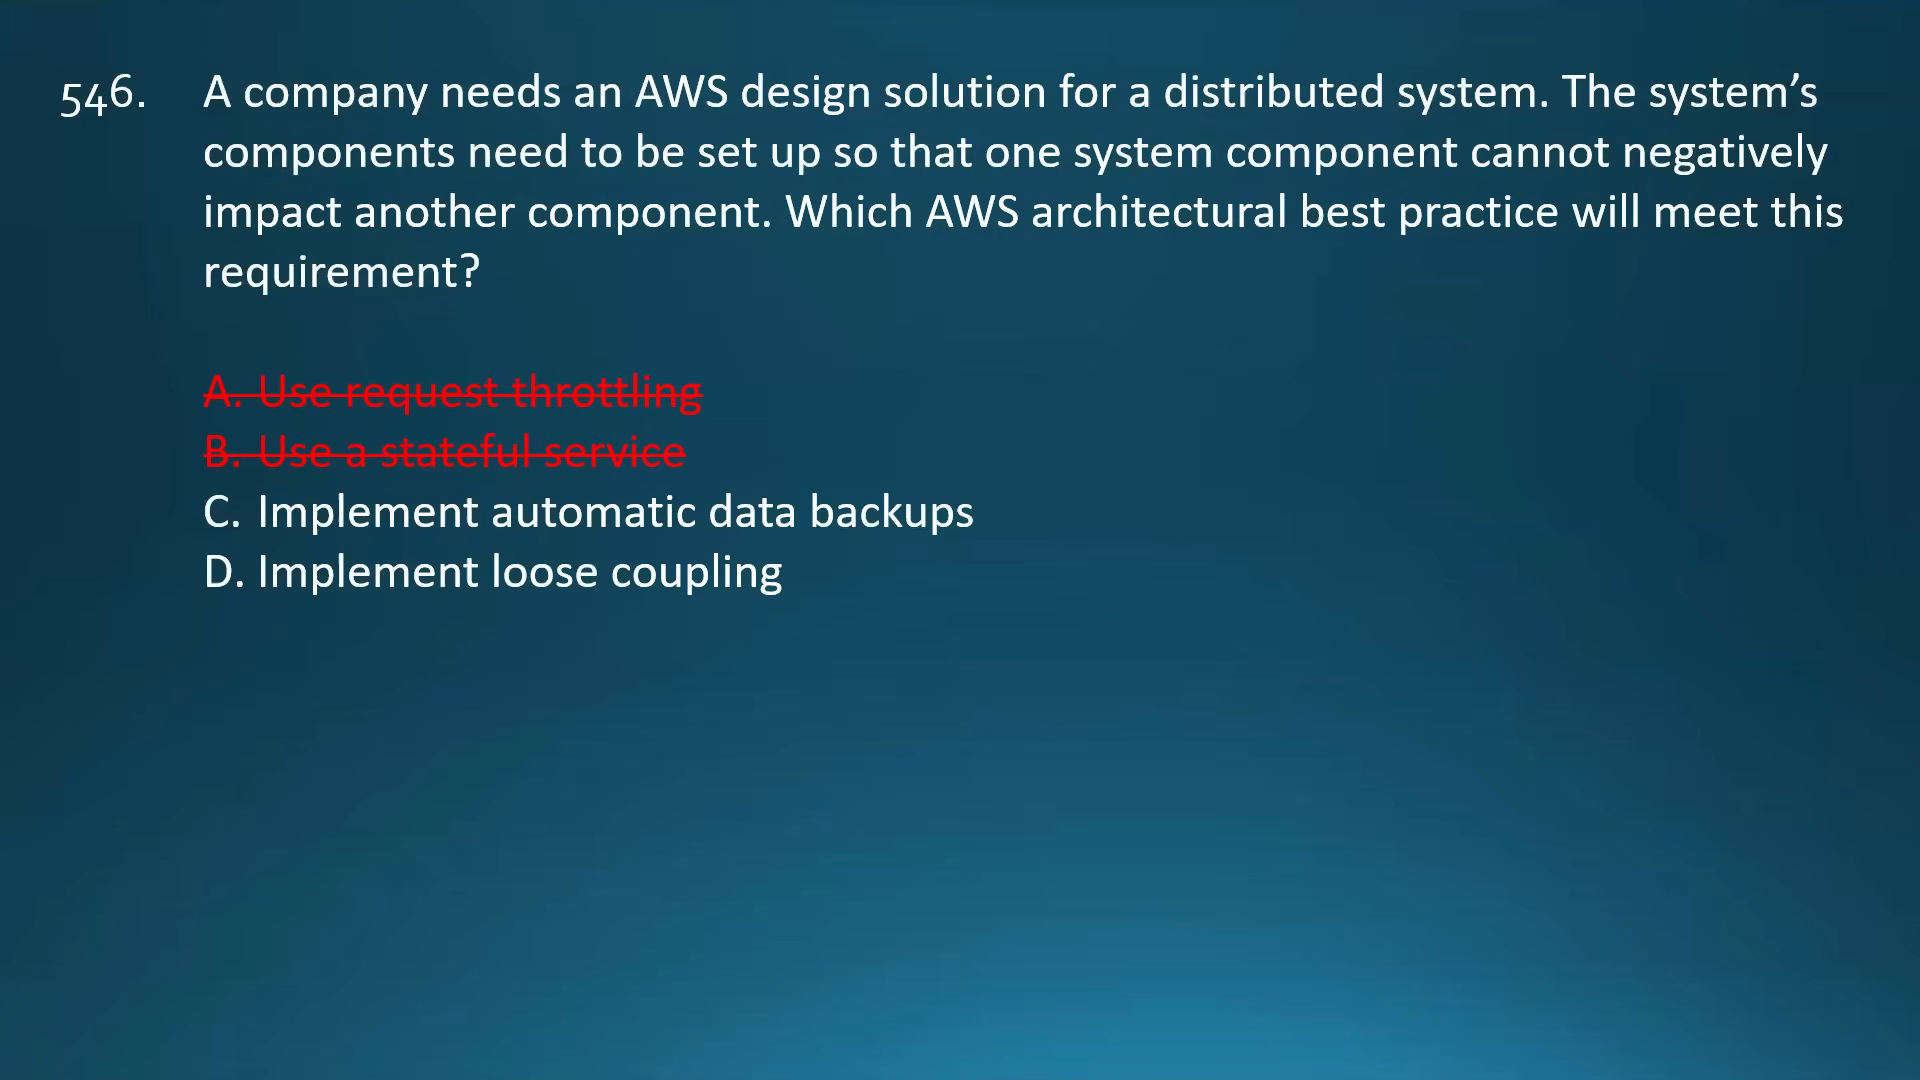 546. A company needs an AWS design solution for a distributed system. The system’s
components need to be set up so that one system component cannot negatively
impact another component. Which AWS architectural best practice will meet this
requirement?
A. Use request throttling
B. Use a stateful service
C. Implement automatic data backups
D. Implement loose coupling